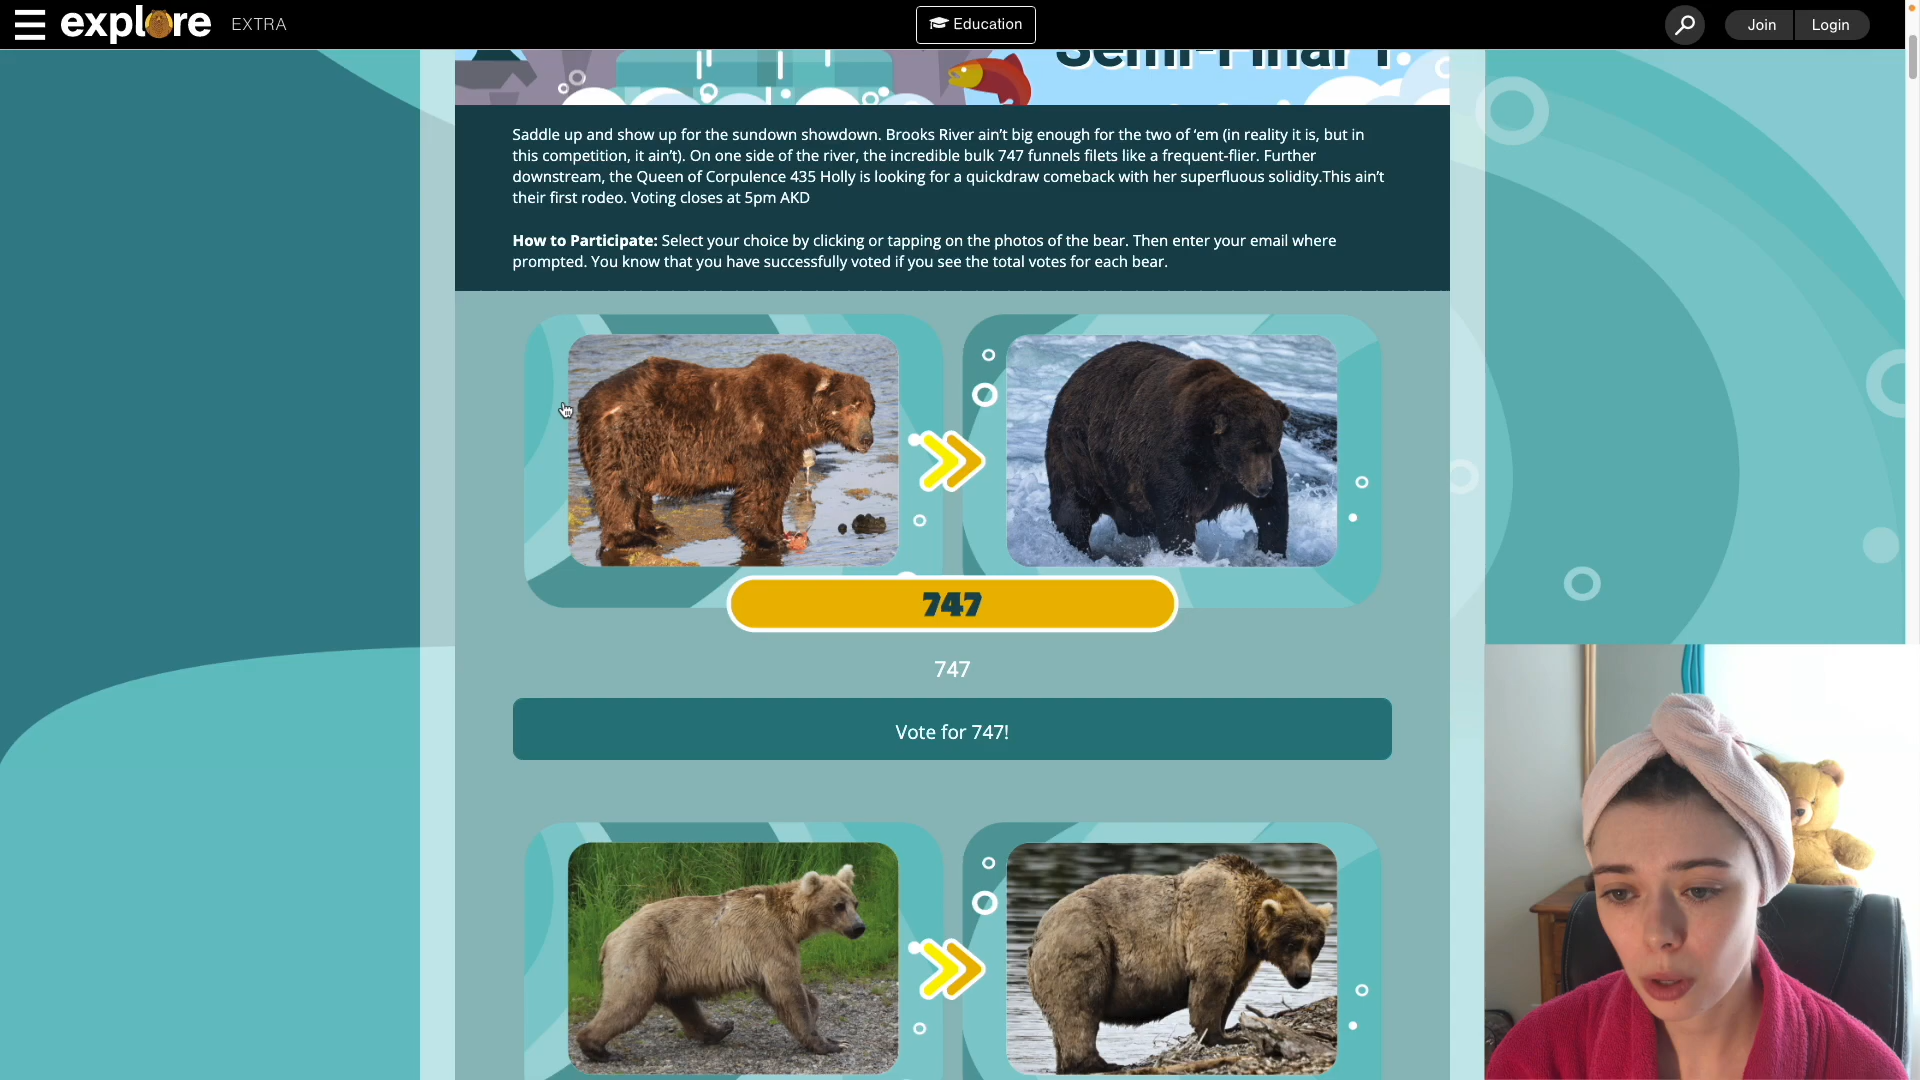 explore EXTRA Education Join Login
Semi-Final 1:
Saddle up and show up for the sundown showdown. Brooks River ain't big enough for the two of ‘em (in reality it is, but in
this competition, it ain't). On one side of the river, the incredible bulk 747 funnels filets like a frequent-flier. Further
downstream, the Queen of Corpulence 435 Holly is looking for a quickdraw comeback with her superfluous solidity.This ain't
their first rodeo. Voting closes at 5pm AKD
How to Participate: Select your choice by clicking or tapping on the photos of the bear. Then enter your email where
prompted. You know that you have successfully voted if you see the total votes for each bear.
747
747
Vote for 747!